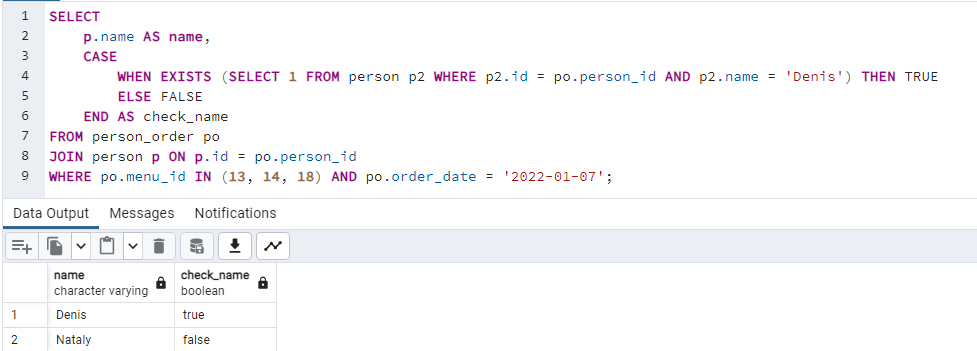 1 SELECT
2 p.name AS name,
3 CASE
4 WHEN EXISTS (SELECT 1 FROM person p2 WHERE p2.id = po.person_id AND p2.name = 'Denis') THEN TRUE
5 ELSE FALSE
6 END AS check_name
7 FROM person_order po
8 JOIN person p ON p.id = po.person_id
9 WHERE po.menu_id IN (13, 14, 18) AND po.order_date = '2022-01-07';
Data Output Messages Notifications
name check_name
character varying boolean
1 Denis true
2 Nataly false